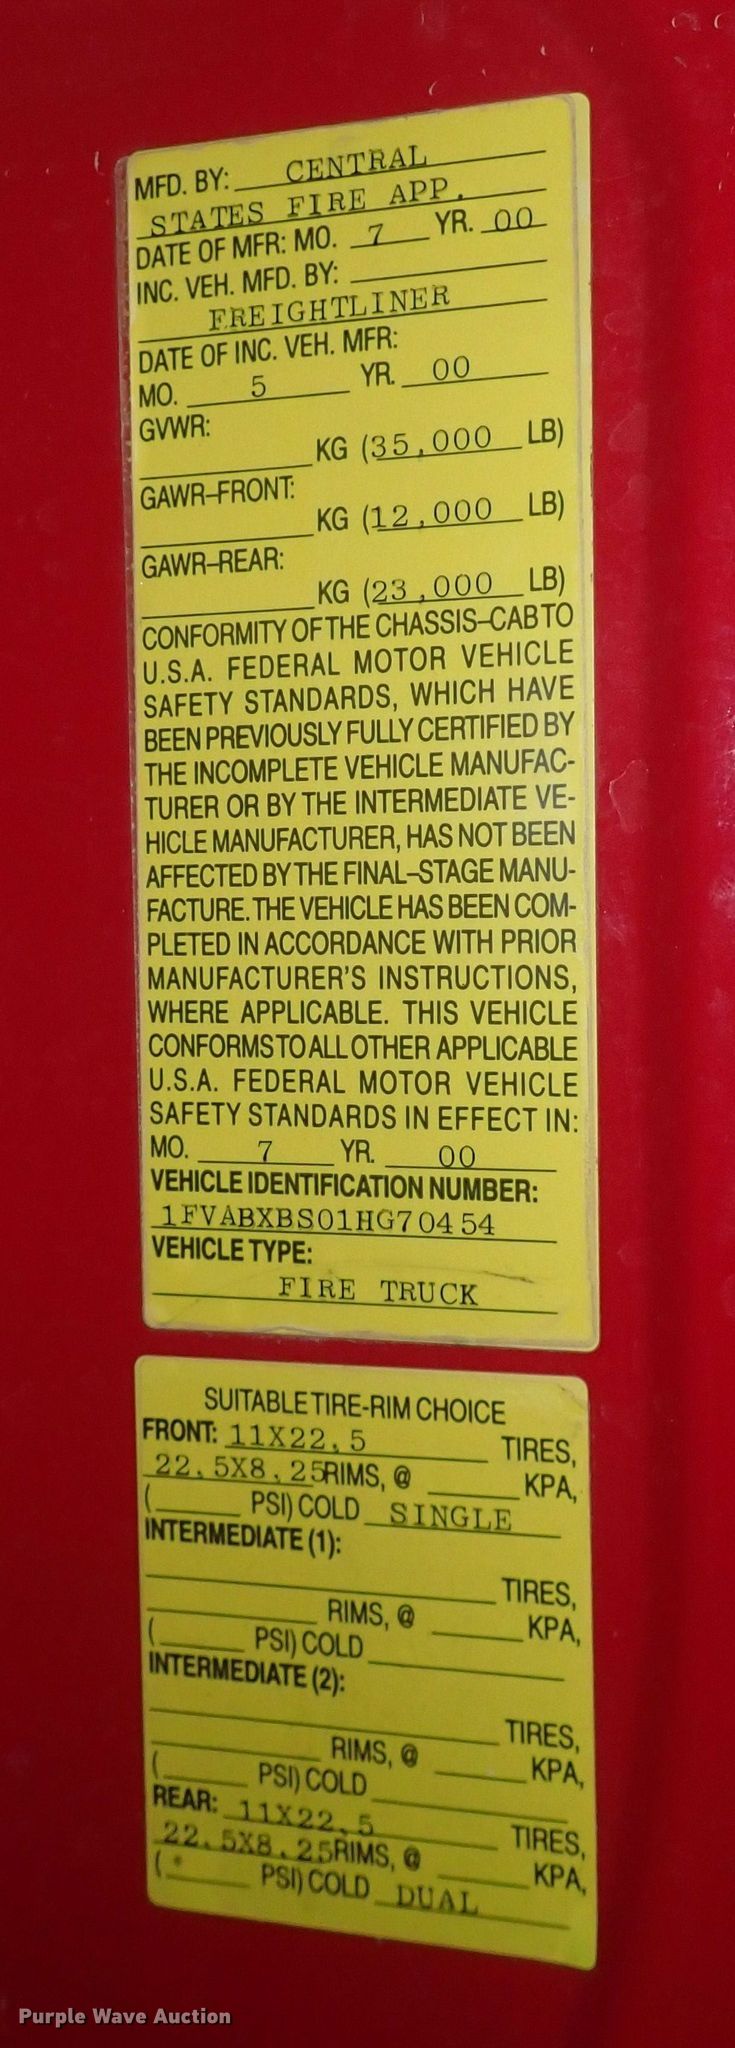 MFD. BY: CENTRAL
STATES FIRE APP.
DATE OF MFR: MO. 7 YR. 00
INC. VEH. MFD. BY:
FREIGHTLINER
DATE OF INC. VEH. MFR:
MO. 5 YR. 00
GVWR:
KG (35,000 LB)
GAWR-FRONT:
KG (12,000 LB)
GAWR-REAR:
KG (23,000 LB)
CONFORMITY OF THE CHASSIS-CAB TO
U.S.A. FEDERAL MOTOR VEHICLE
SAFETY STANDARDS, WHICH HAVE
BEEN PREVIOUSLY FULLY CERTIFIED BY
THE INCOMPLETE VEHICLE MANUFAC-
TURER OR BY THE INTERMEDIATE VE-
HICLE MANUFACTURER, HAS NOT BEEN
AFFECTED BY THE FINAL-STAGE MANU-
FACTURE. THE VEHICLE HAS BEEN COM-
PLETED IN ACCORDANCE WITH PRIOR
MANUFACTURER'S INSTRUCTIONS,
WHERE APPLICABLE. THIS VEHICLE
CONFORMS TO ALL OTHER APPLICABLE
U.S.A. FEDERAL MOTOR VEHICLE
SAFETY STANDARDS IN EFFECT IN:
MO. 7 YR. 00
VEHICLE IDENTIFICATION NUMBER:
1FVABXBS01HG70454
VEHICLE TYPE:
FIRE TRUCK
SUITABLE TIRE-RIM CHOICE
FRONT: 11X22.5 TIRES,
22.5X8.25 RIMS, @ KPA,
( PSI) COLD SINGLE
INTERMEDIATE (1):
TIRES,
RIMS, @ KPA,
( PSI) COLD
INTERMEDIATE (2):
TIRES,
RIMS, @ KPA,
( PSI) COLD
REAR: 11X22.5 TIRES,
22.5X8.25 RIMS, @ KPA,
( PSI) COLD DUAL
Purple Wave Auction